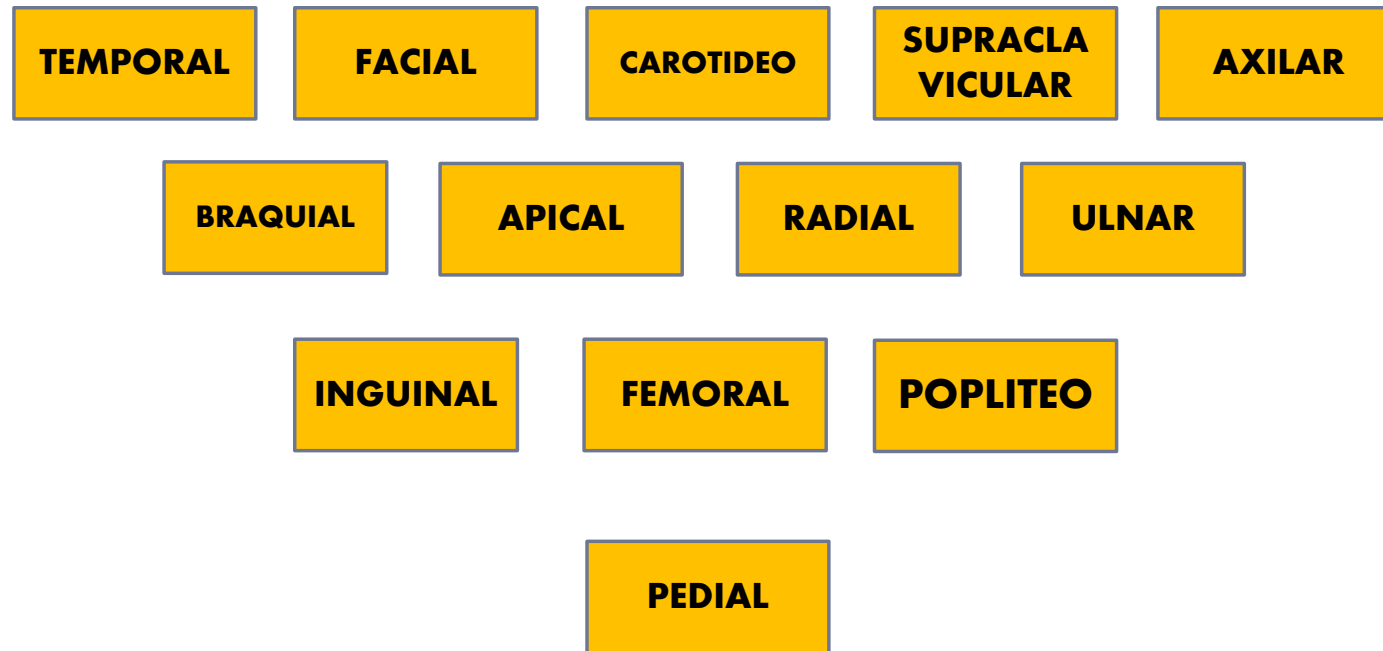 TEMPORAL
FACIAL
CAROTIDEO
SUPRACLA
VICULAR
AXILAR
BRAQUIAL
APICAL
RADIAL
ULNAR
INGUINAL
FEMORAL
POPLITEO
PEDIAL